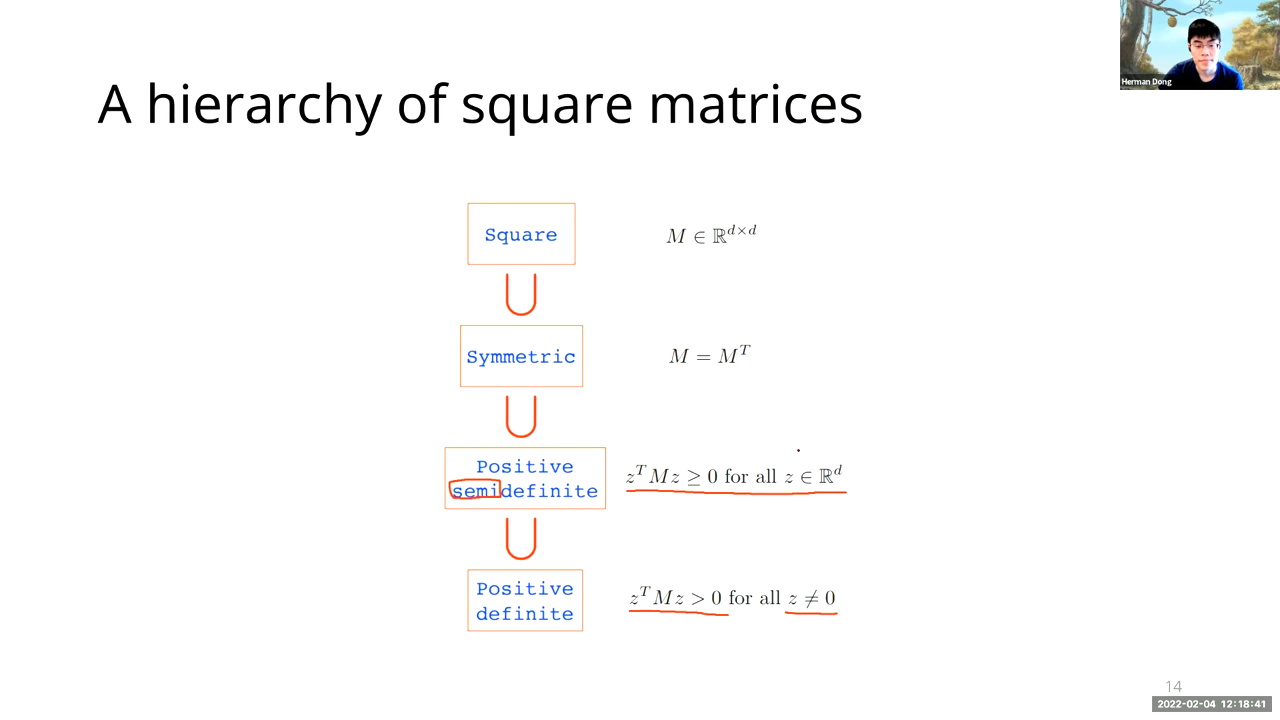 Herman Dong
A hierarchy of square matrices
Square
M ∈ ℝ^{d×d}
Symmetric
M = M^T
Positive
semidefinite
z^T M z ≥ 0 for all z ∈ ℝ^d
Positive
definite
z^T M z > 0 for all z ≠ 0
14
2022-02-04 12:18:41